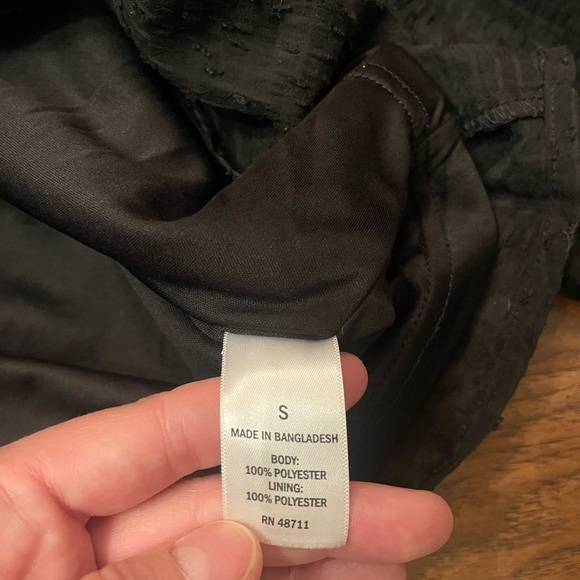 S
MADE IN BANGLADESH
BODY:
100% POLYESTER
LINING:
100% POLYESTER
RN 48711